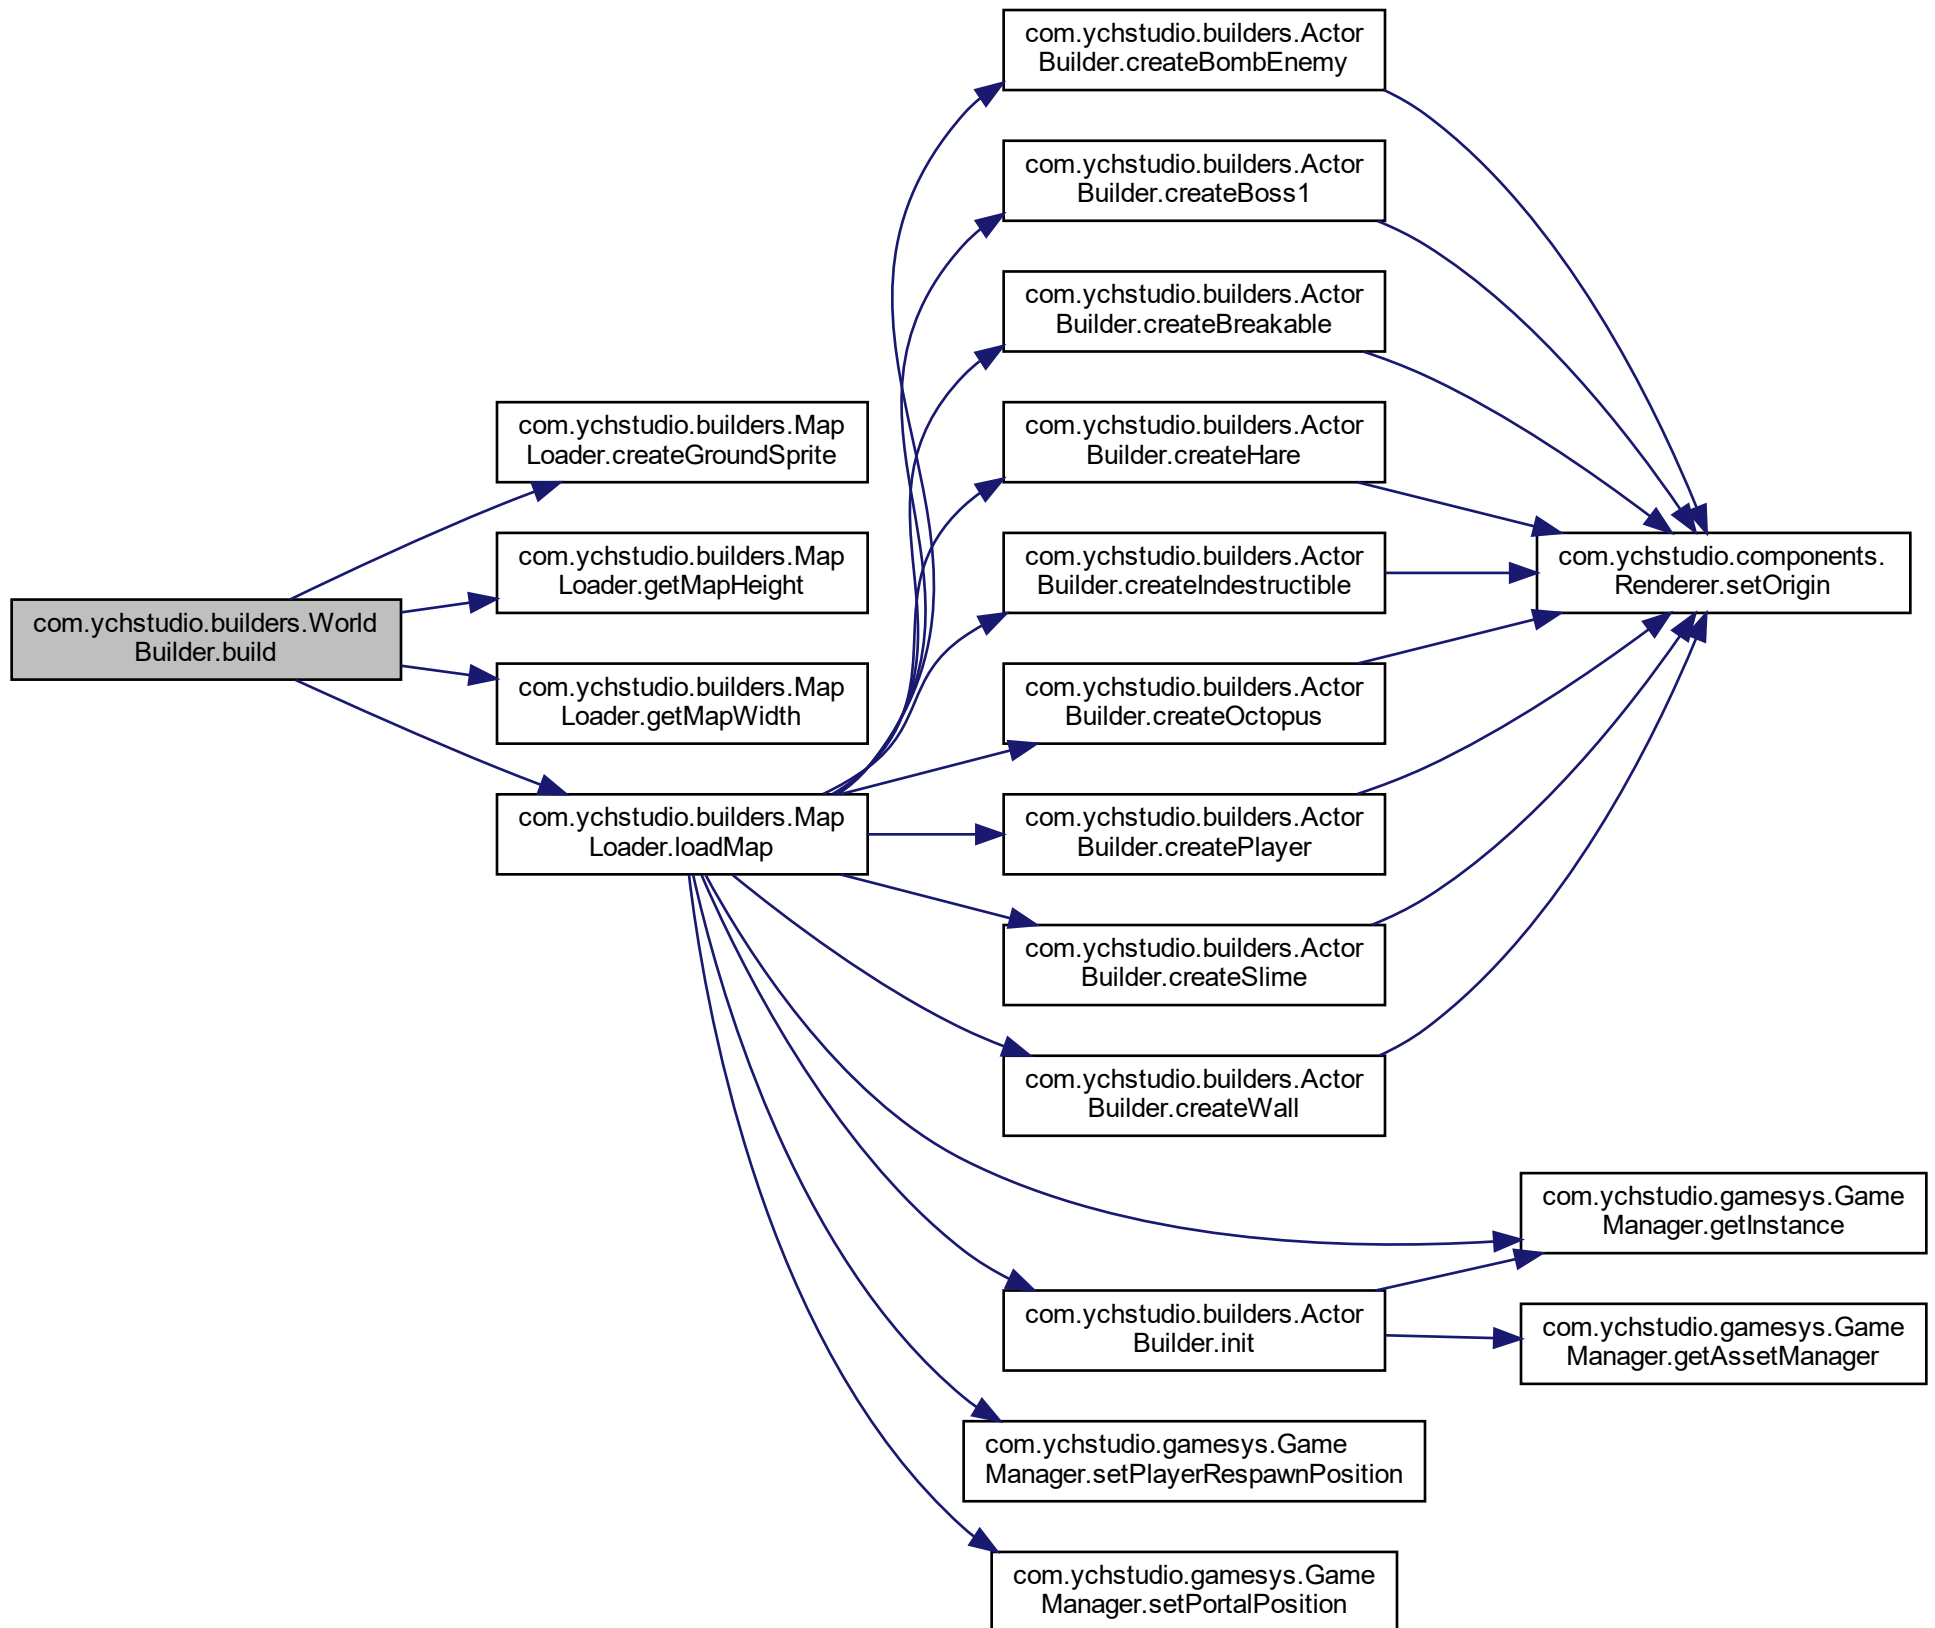 com.ychstudio.builders.World
Builder.build
com.ychstudio.builders.Map
Loader.createGroundSprite
com.ychstudio.builders.Map
Loader.getMapHeight
com.ychstudio.builders.Map
Loader.getMapWidth
com.ychstudio.builders.Map
Loader.loadMap
com.ychstudio.builders.Actor
Builder.createBombEnemy
com.ychstudio.builders.Actor
Builder.createBoss1
com.ychstudio.builders.Actor
Builder.createBreakable
com.ychstudio.builders.Actor
Builder.createHare
com.ychstudio.builders.Actor
Builder.createIndestructible
com.ychstudio.builders.Actor
Builder.createOctopus
com.ychstudio.builders.Actor
Builder.createPlayer
com.ychstudio.builders.Actor
Builder.createSlime
com.ychstudio.builders.Actor
Builder.createWall
com.ychstudio.builders.Actor
Builder.init
com.ychstudio.gamesys.Game
Manager.setPlayerRespawnPosition
com.ychstudio.gamesys.Game
Manager.setPortalPosition
com.ychstudio.components.
Renderer.setOrigin
com.ychstudio.gamesys.Game
Manager.getInstance
com.ychstudio.gamesys.Game
Manager.getAssetManager